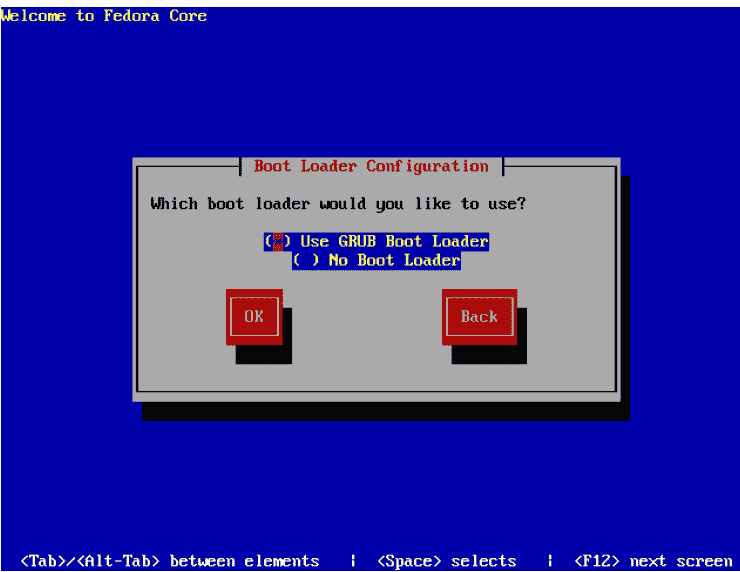 Welcome to Fedora Core
Boot Loader Configuration
Which boot loader would you like to use?
(*) Use GRUB Boot Loader
( ) No Boot Loader
OK Back
<Tab>/<Alt-Tab> between elements | <Space> selects | <F12> next screen